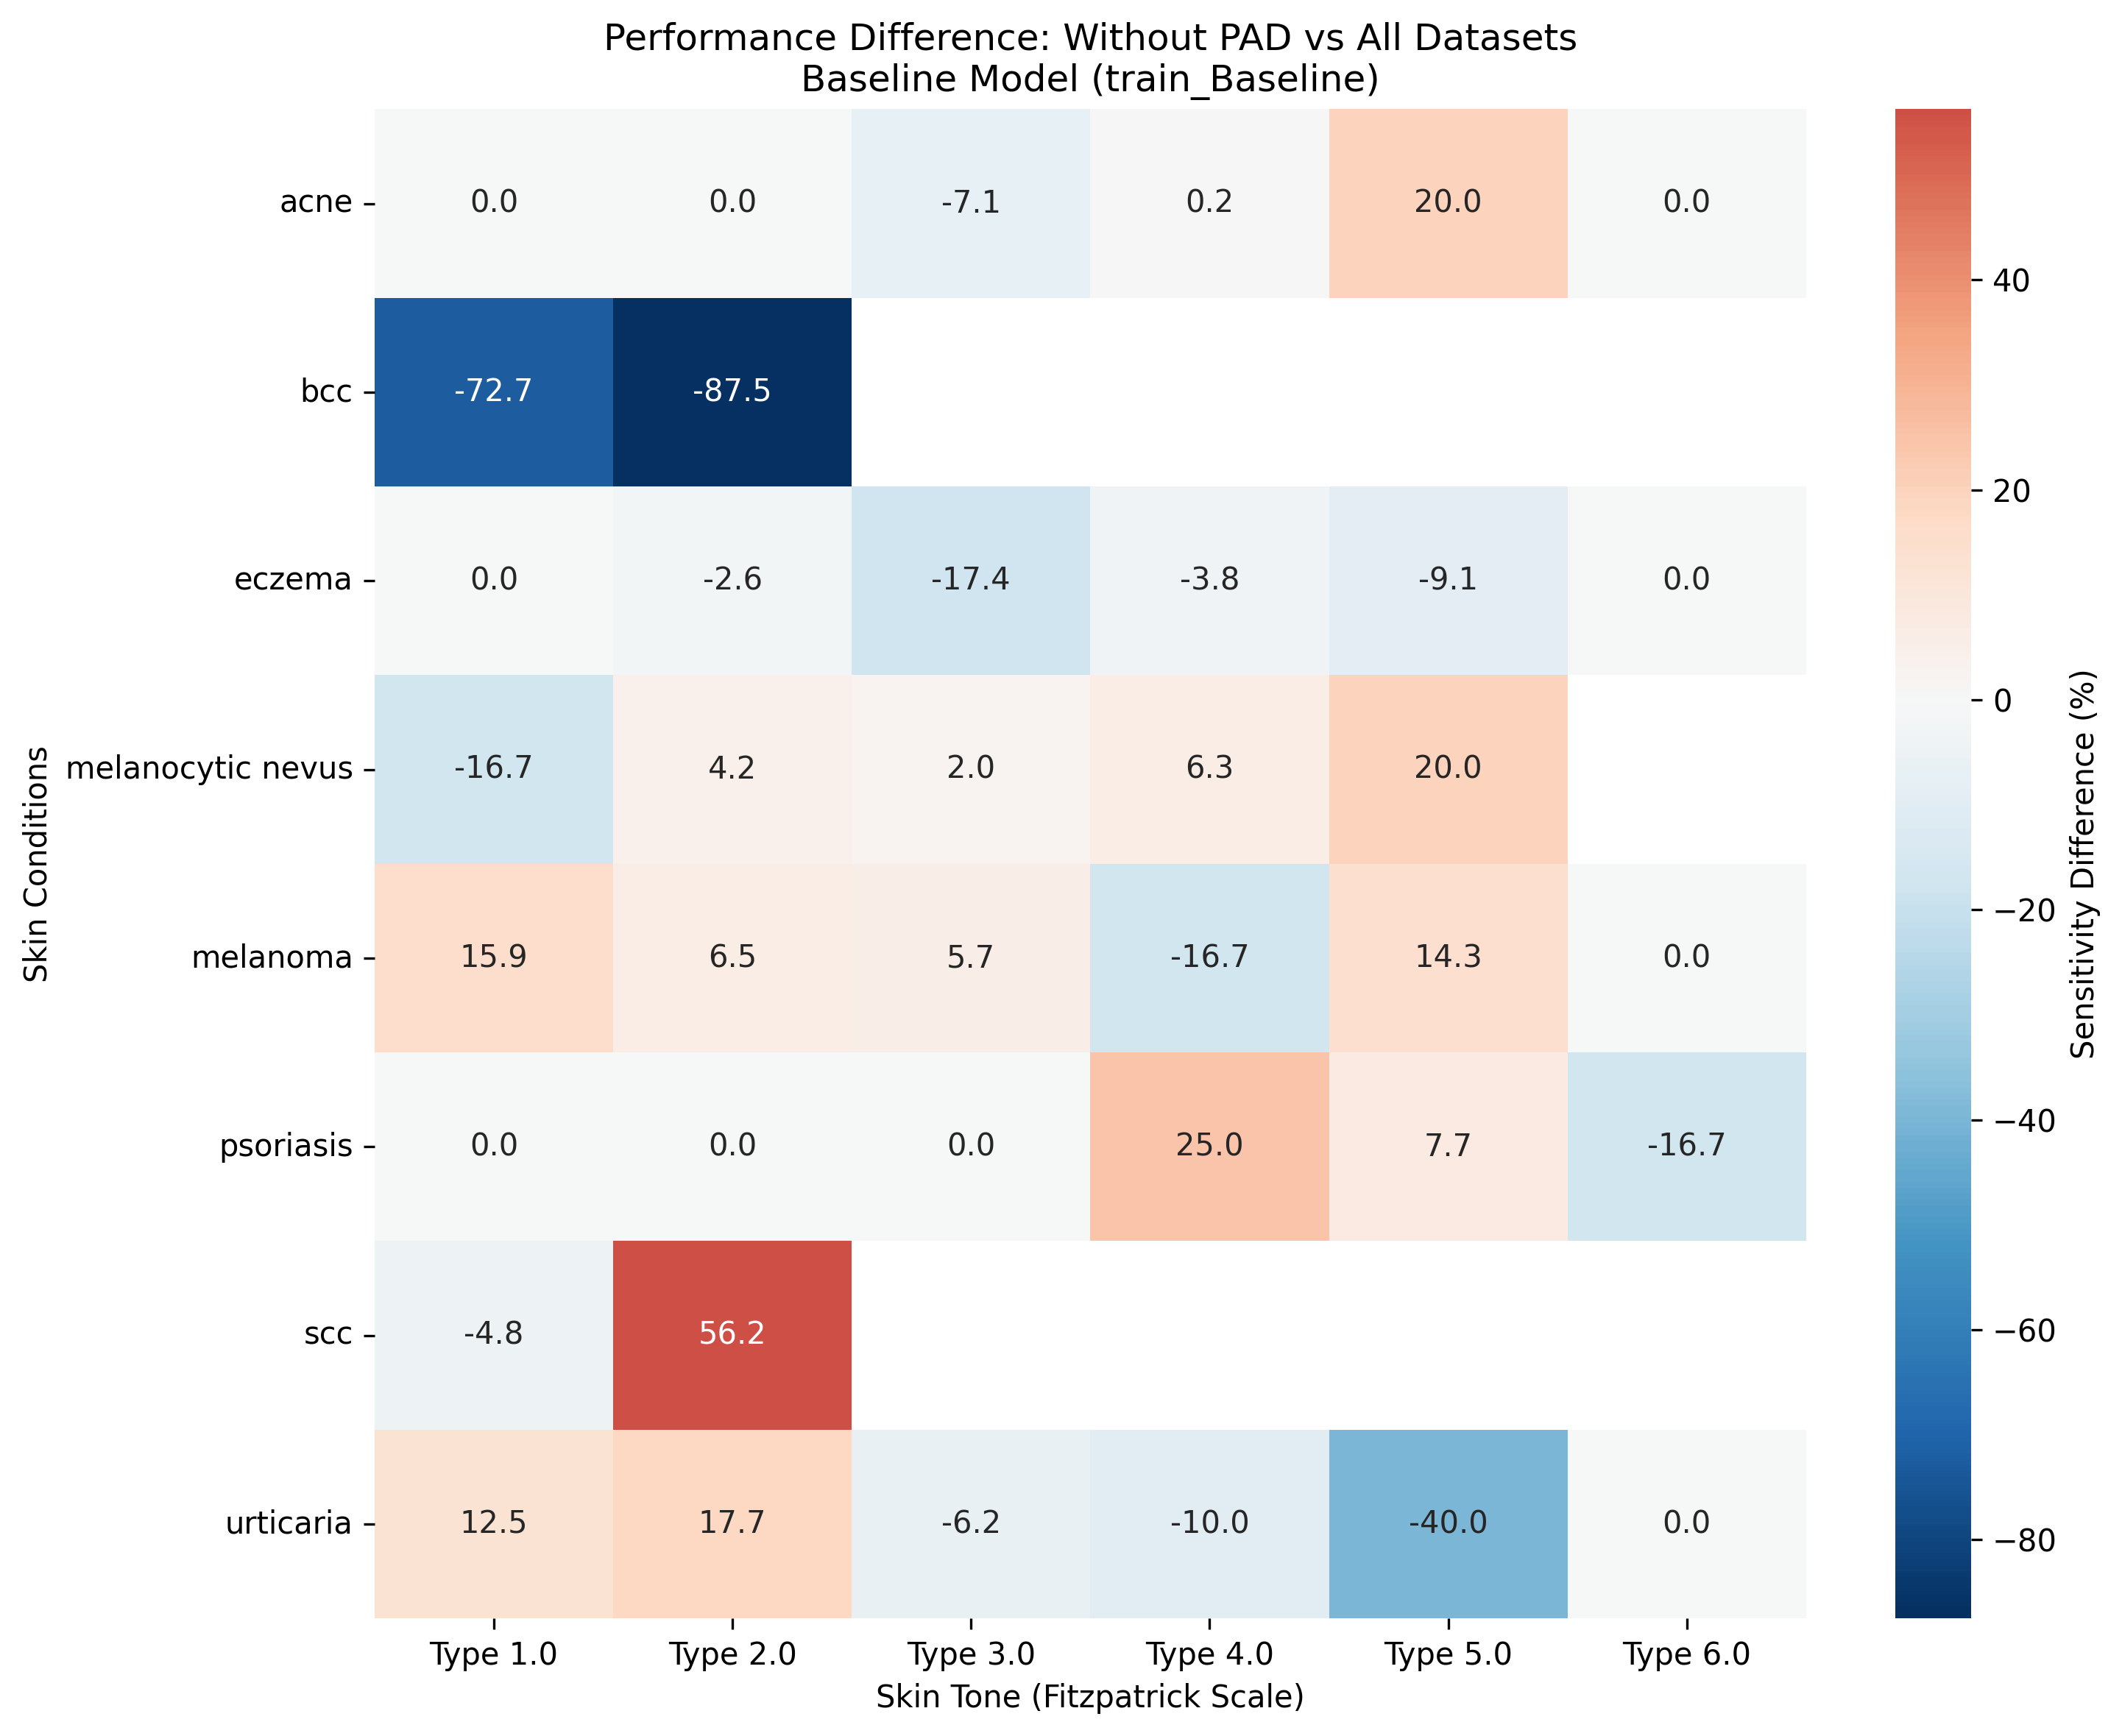 Performance Difference: Without PAD vs All Datasets
Baseline Model (train_Baseline)
Skin Conditions
acne 0.0 0.0 -7.1 0.2 20.0 0.0
bcc -72.7 -87.5
eczema 0.0 -2.6 -17.4 -3.8 -9.1 0.0
melanocytic nevus -16.7 4.2 2.0 6.3 20.0
melanoma 15.9 6.5 5.7 -16.7 14.3 0.0
psoriasis 0.0 0.0 0.0 25.0 7.7 -16.7
scc -4.8 56.2
urticaria 12.5 17.7 -6.2 -10.0 -40.0 0.0
Type 1.0 Type 2.0 Type 3.0 Type 4.0 Type 5.0 Type 6.0
Skin Tone (Fitzpatrick Scale)
40
20
0
−20
−40
−60
−80
Sensitivity Difference (%)